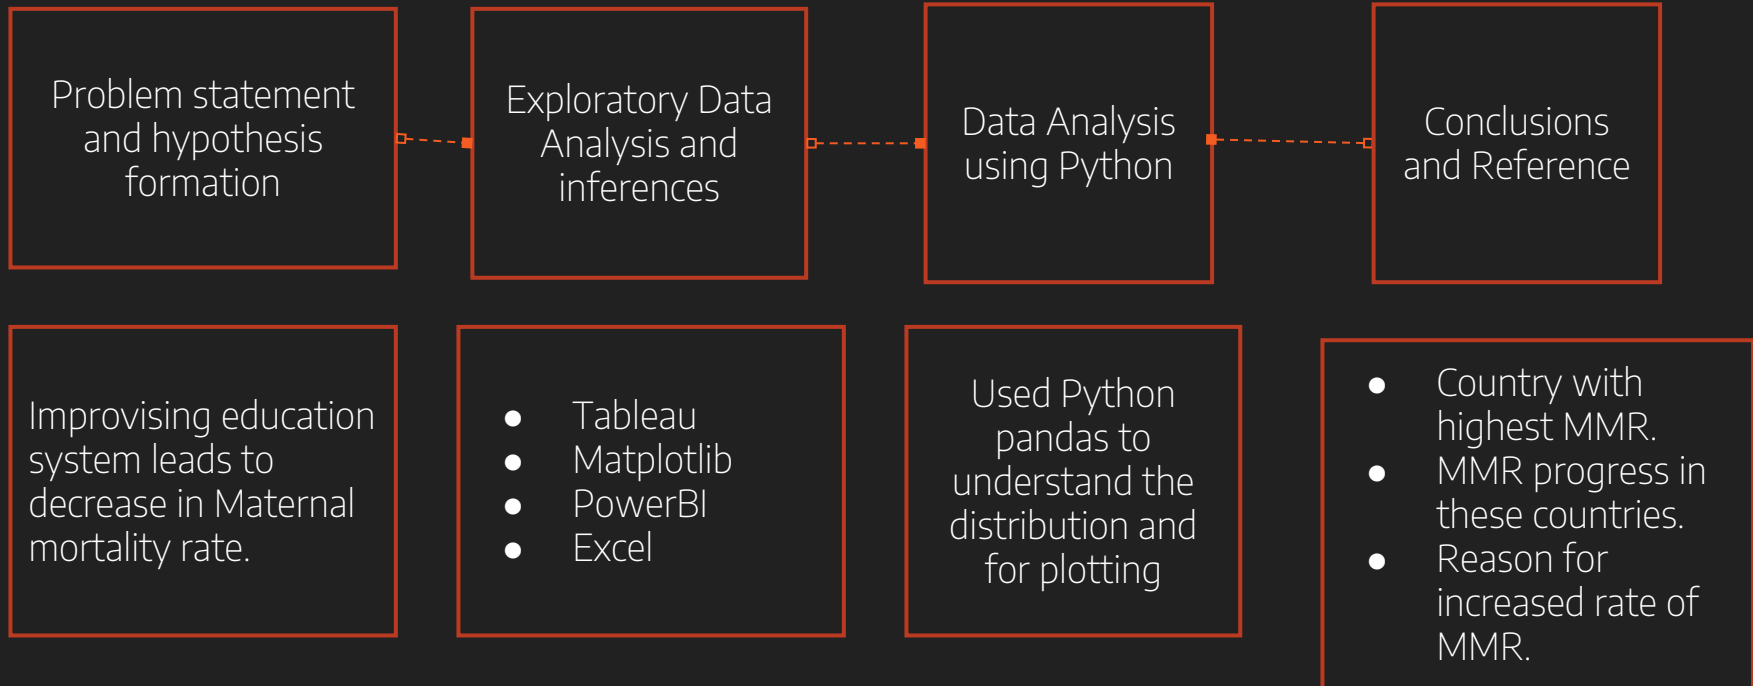 Problem statement
and hypothesis
formation
Exploratory Data
Analysis and
inferences
Data Analysis
using Python
Conclusions
and Reference
Improvising education
system leads to
decrease in Maternal
mortality rate.
● Tableau
● Matplotlib
● PowerBI
● Excel
Used Python
pandas to
understand the
distribution and
for plotting
● Country with
highest MMR.
● MMR progress in
these countries.
● Reason for
increased rate of
MMR.